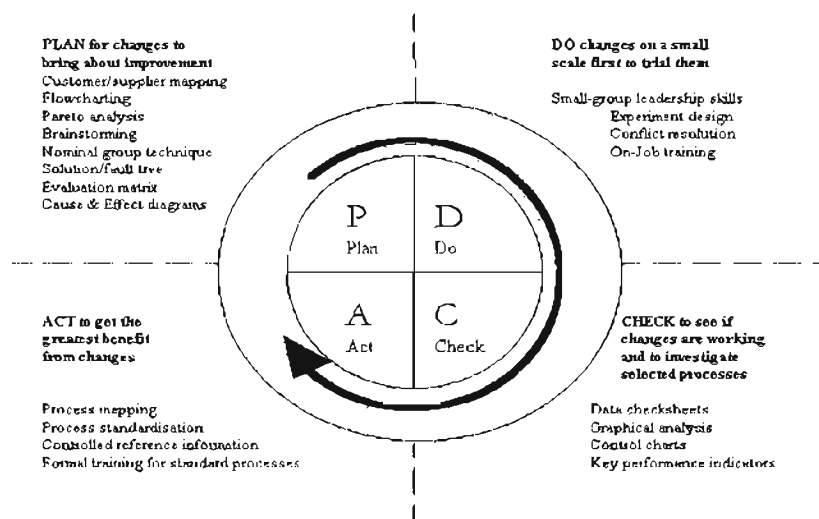 PLAN for changes to
bring about improvement
Customer/supplier mapping
Flowcharting
Pareto analysis
Brainstorming
Nominal group technique
Solution/fault tree
Evaluation matrix
Cause & Effect diagrams
DO changes on a small
scale first to trial them
Small-group leadership skills
Experiment design
Conflict resolution
On-Job training
P
Plan
D
Do
A
Act
C
Check
ACT to get the
greatest benefit
from changes
Process mapping
Process standardisation
Controlled reference information
Formal training for standard processes
CHECK to see if
changes are working
and to investigate
selected processes
Data checksheets
Graphical analysis
Control charts
Key performance indicators